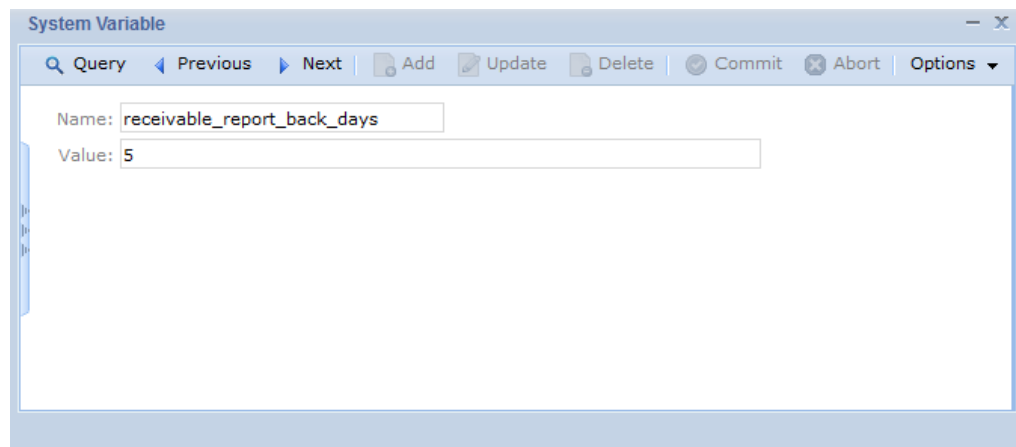 System Variable
Query Previous Next Add Update Delete Commit Abort Options
Name: receivable_report_back_days
Value: 5